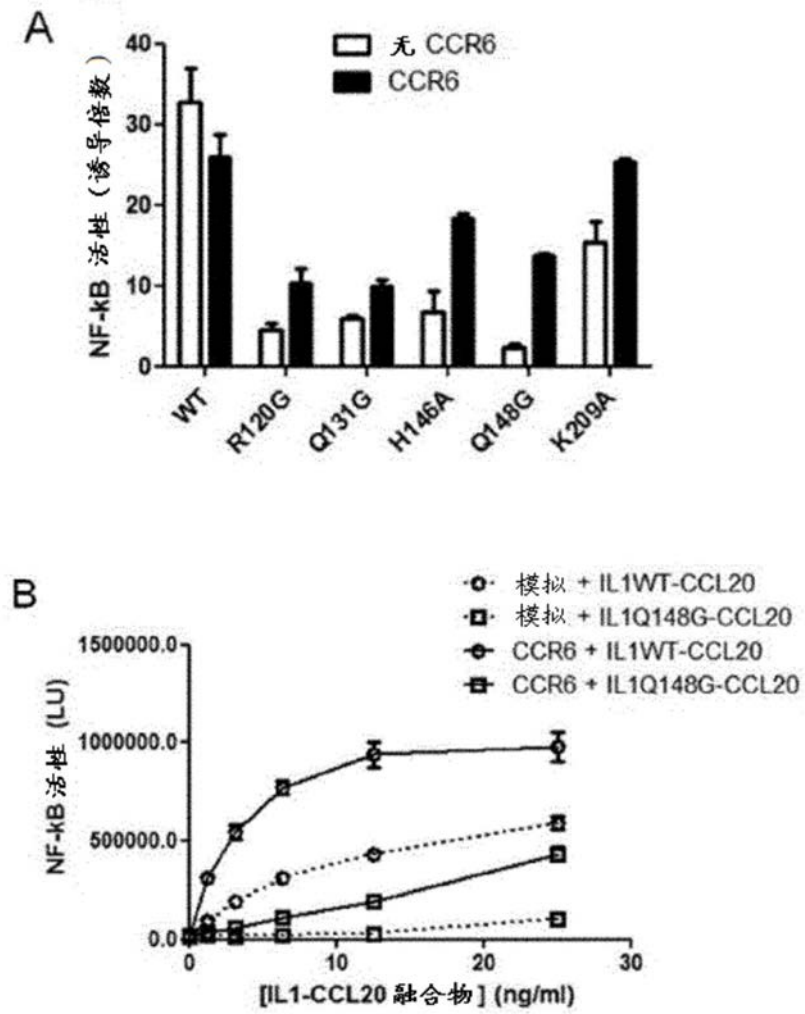 A
无 CCR6
CCR6
NF-kB 活性（诱导倍数）
40
30
20
10
0
WT
R120G
Q131G
H146A
Q148G
K209A
B
模拟 + IL1WT-CCL20
模拟 + IL1Q148G-CCL20
CCR6 + IL1WT-CCL20
CCR6 + IL1Q148G-CCL20
NF-kB活性 (LU)
1500000.0
1000000.0
500000.0
0.0
0 10 20 30
[IL1-CCL20 融合物] (ng/ml)